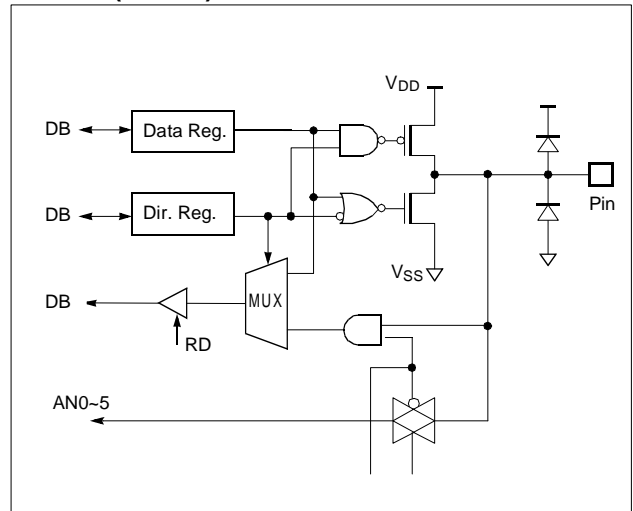 VDD
DB
Data Reg.
DB
Dir. Reg.
Pin
VSS
MUX
DB
RD
AN0~5